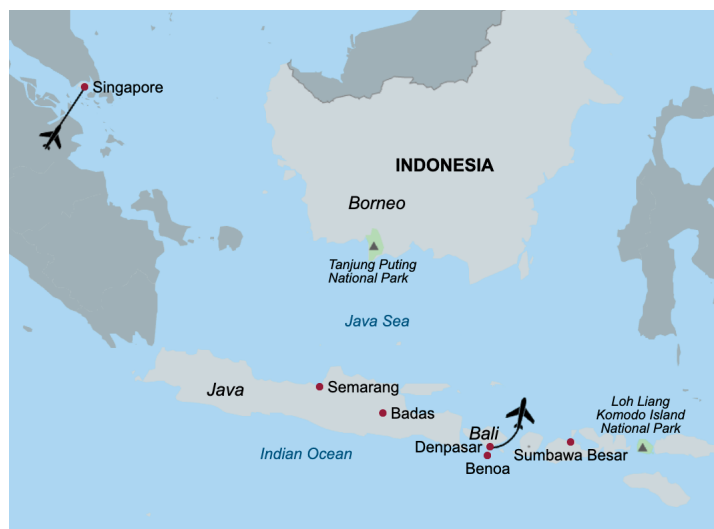 Singapore
INDONESIA
Borneo
Tanjung Puting
National Park
Java Sea
Java
Semarang
Badas
Loh Liang
Komodo Island
National Park
Bali
Denpasar
Benoa
Sumbawa Besar
Indian Ocean